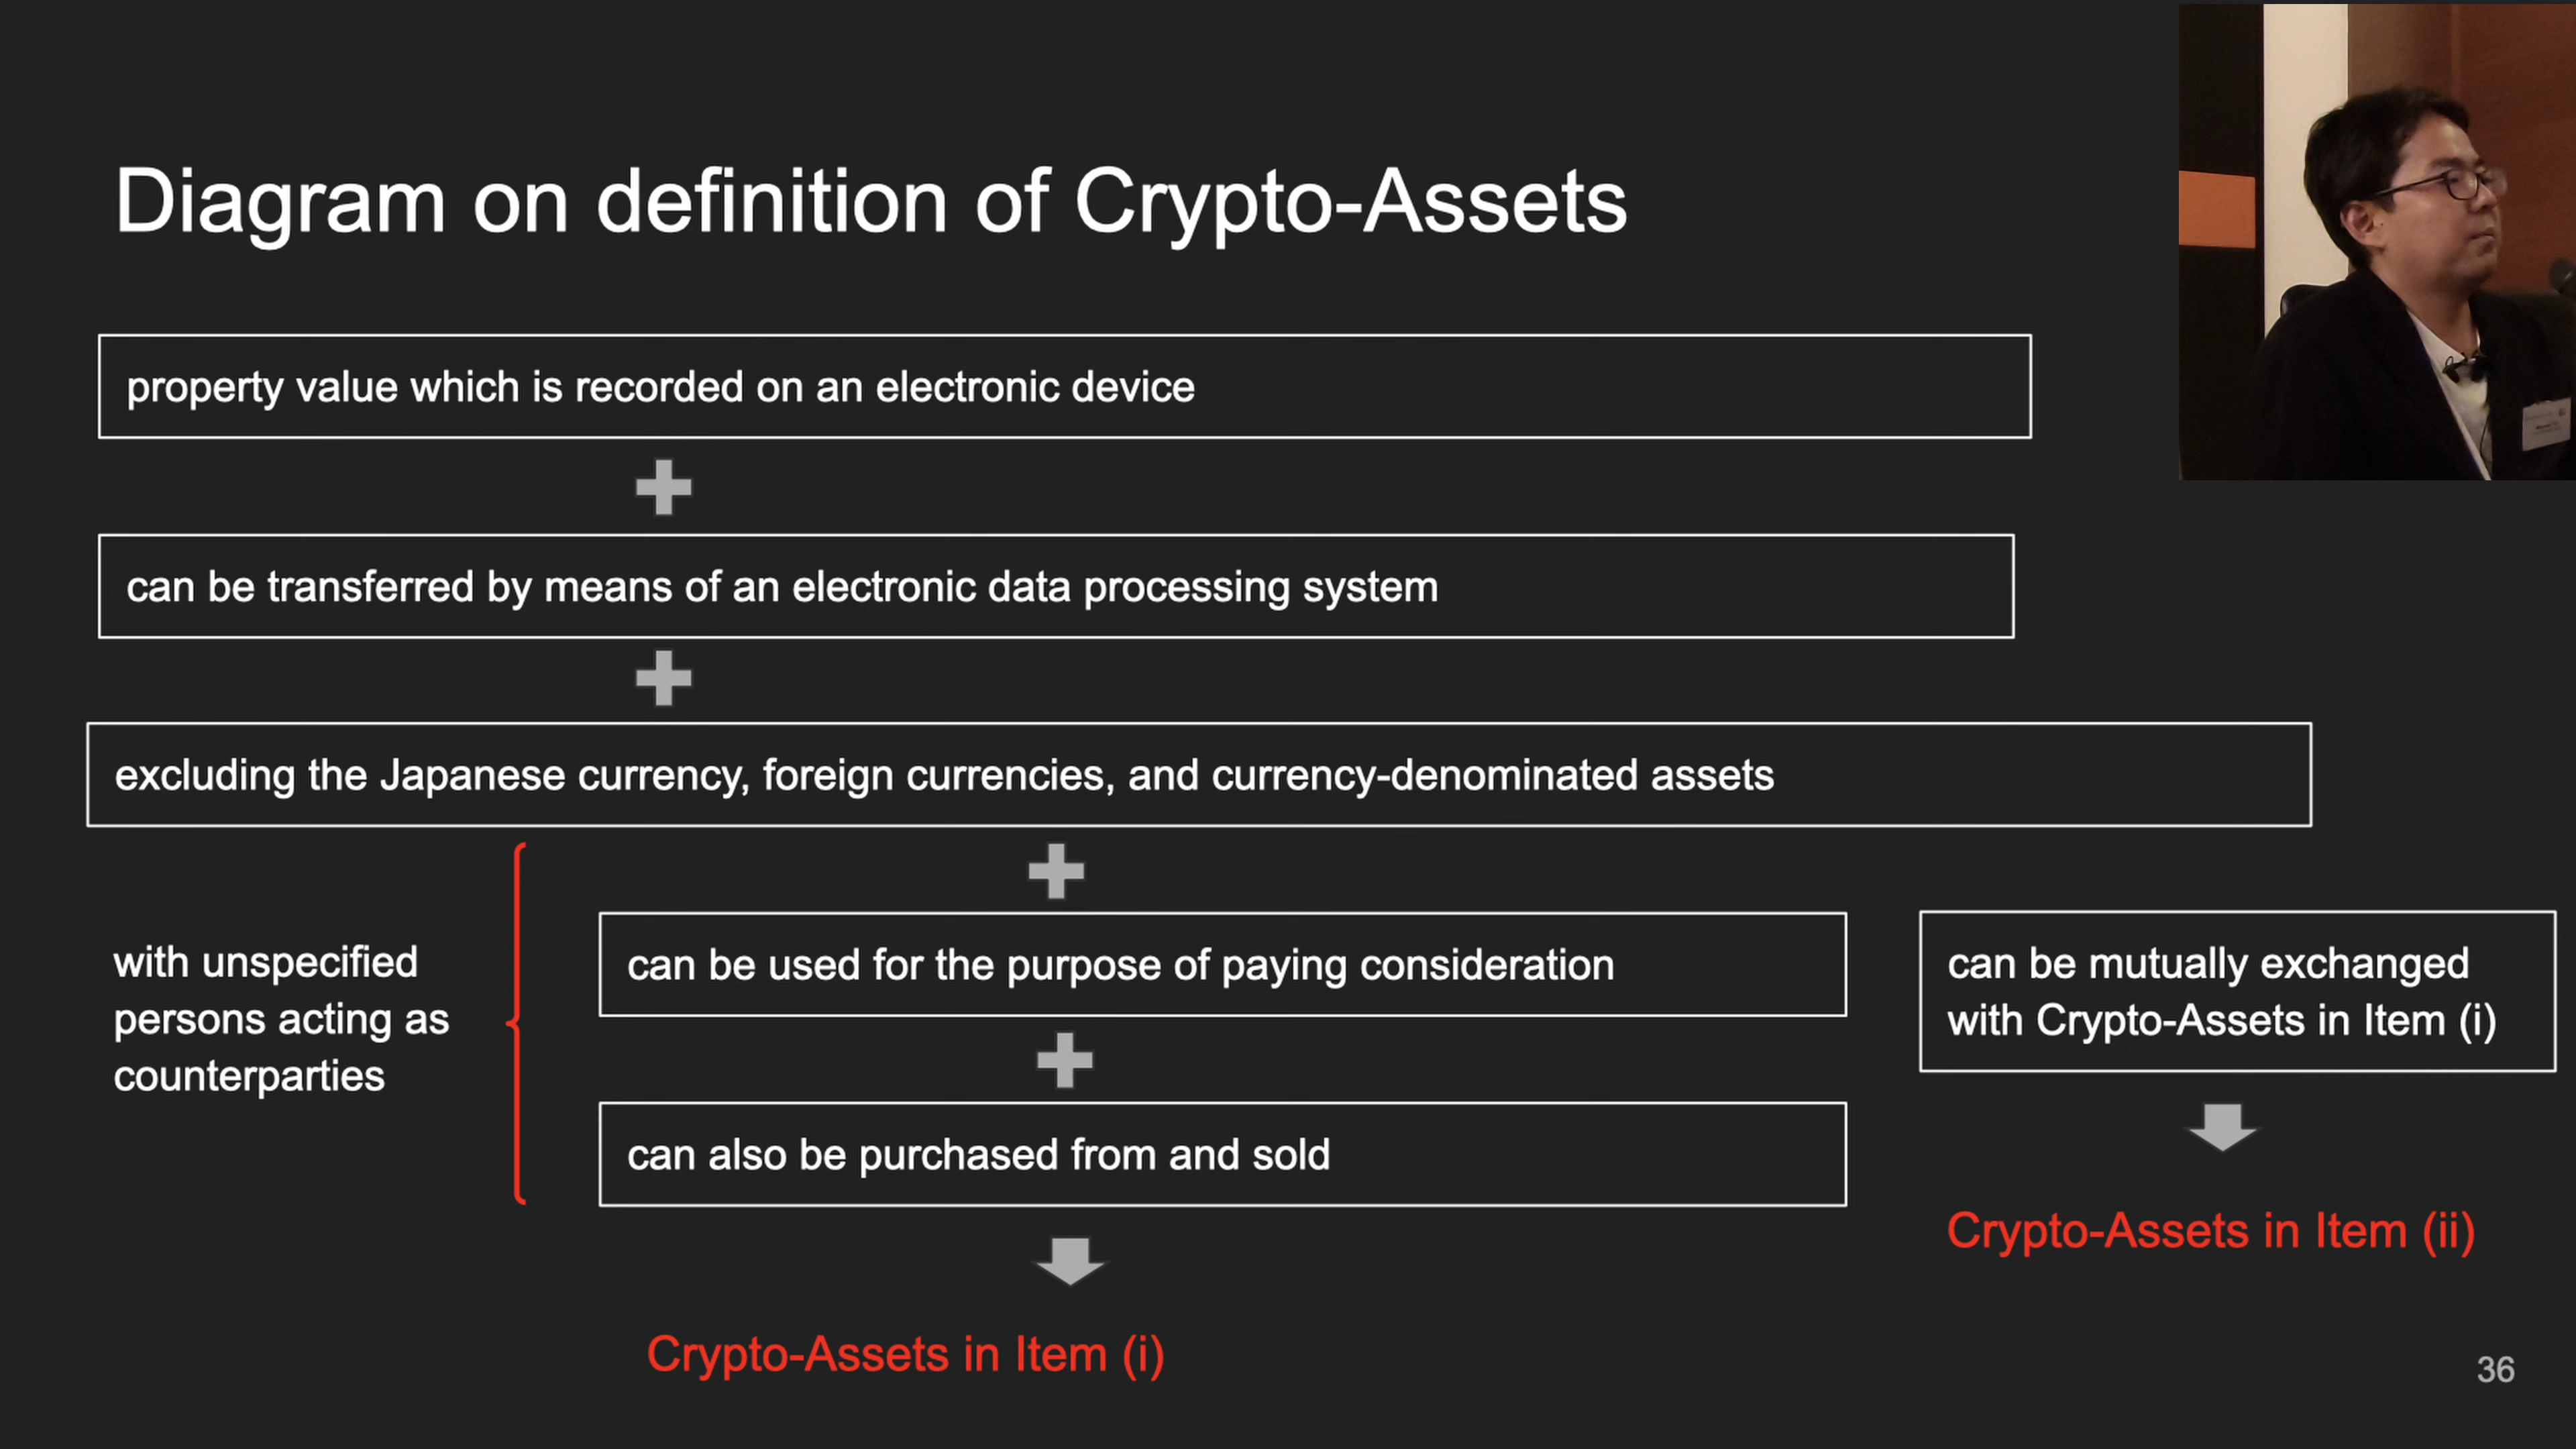 Diagram on definition of Crypto-Assets
property value which is recorded on an electronic device
can be transferred by means of an electronic data processing system
excluding the Japanese currency, foreign currencies, and currency-denominated assets
with unspecified
persons acting as
counterparties
can be used for the purpose of paying consideration
can also be purchased from and sold
can be mutually exchanged
with Crypto-Assets in Item (i)
Crypto-Assets in Item (ii)
Crypto-Assets in Item (i)
36